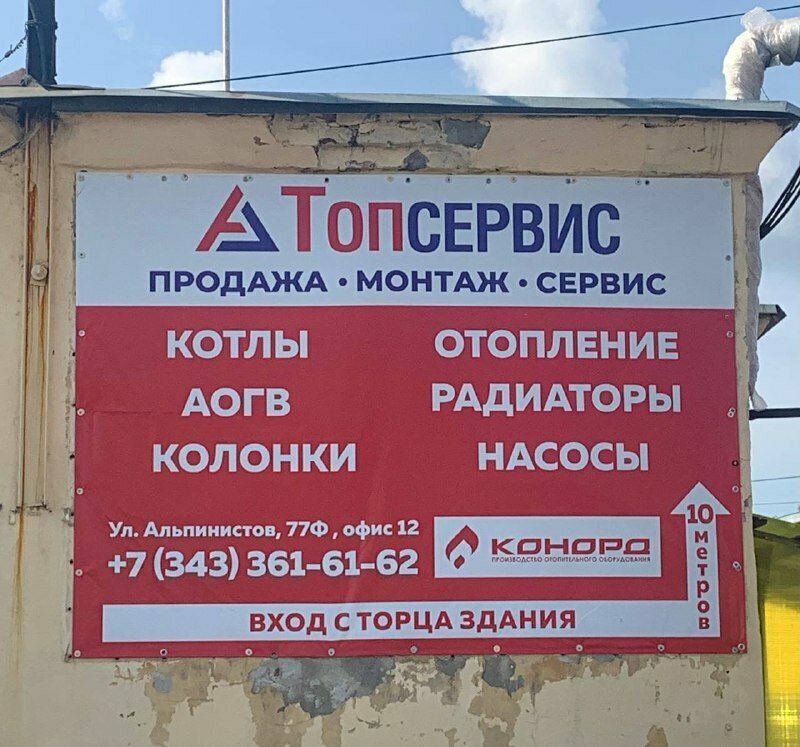 ТОПСЕРВИС
ПРОДАЖА • МОНТАЖ • СЕРВИС
КОТЛЫ
АОГВ
КОЛОНКИ
ОТОПЛЕНИЕ
РАДИАТОРЫ
НАСОСЫ
Ул. Альпинистов, 77Ф , офис 12
+7 (343) 361-61-62
КОНОРД
ПРОИЗВОДСТВО ОТОПИТЕЛЬНОГО ОБОРУДОВАНИЯ
10 метров
ВХОД С ТОРЦА ЗДАНИЯ